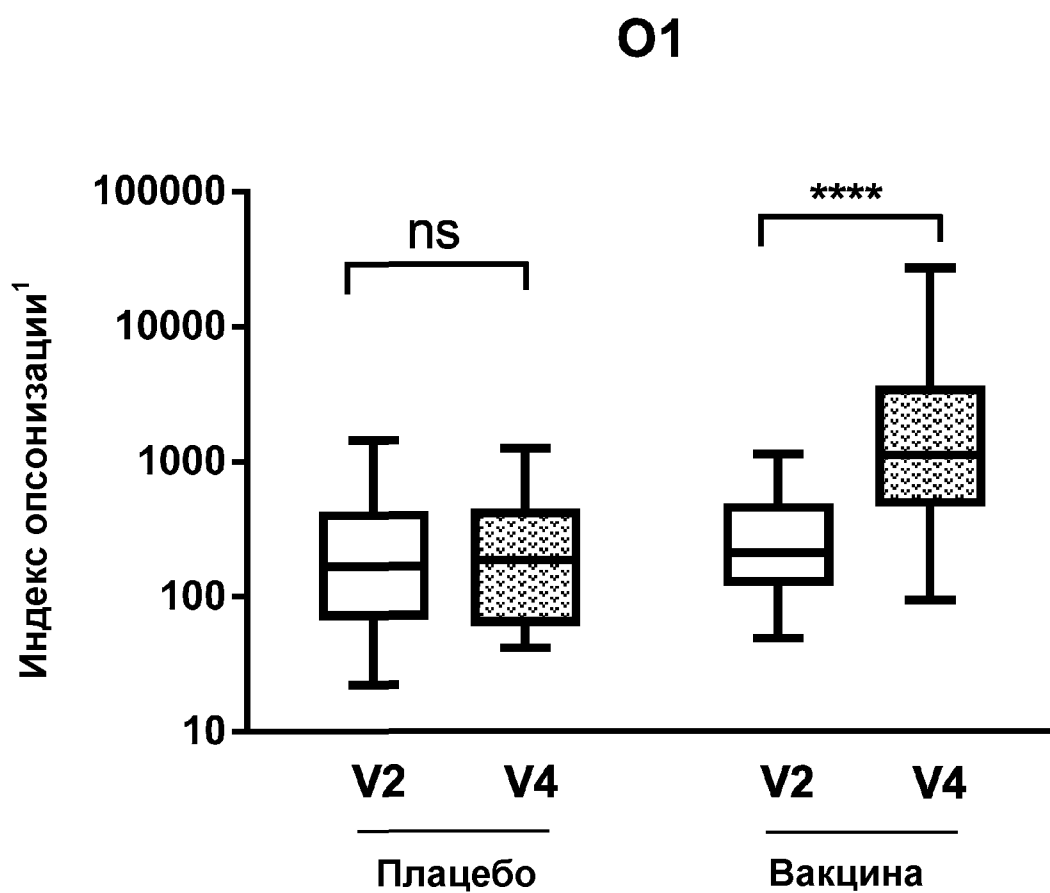 O1
Индекс опсонизации¹
100000
10000
1000
100
10
ns
****
V2 V4 V2 V4
Плацебо Вакцина